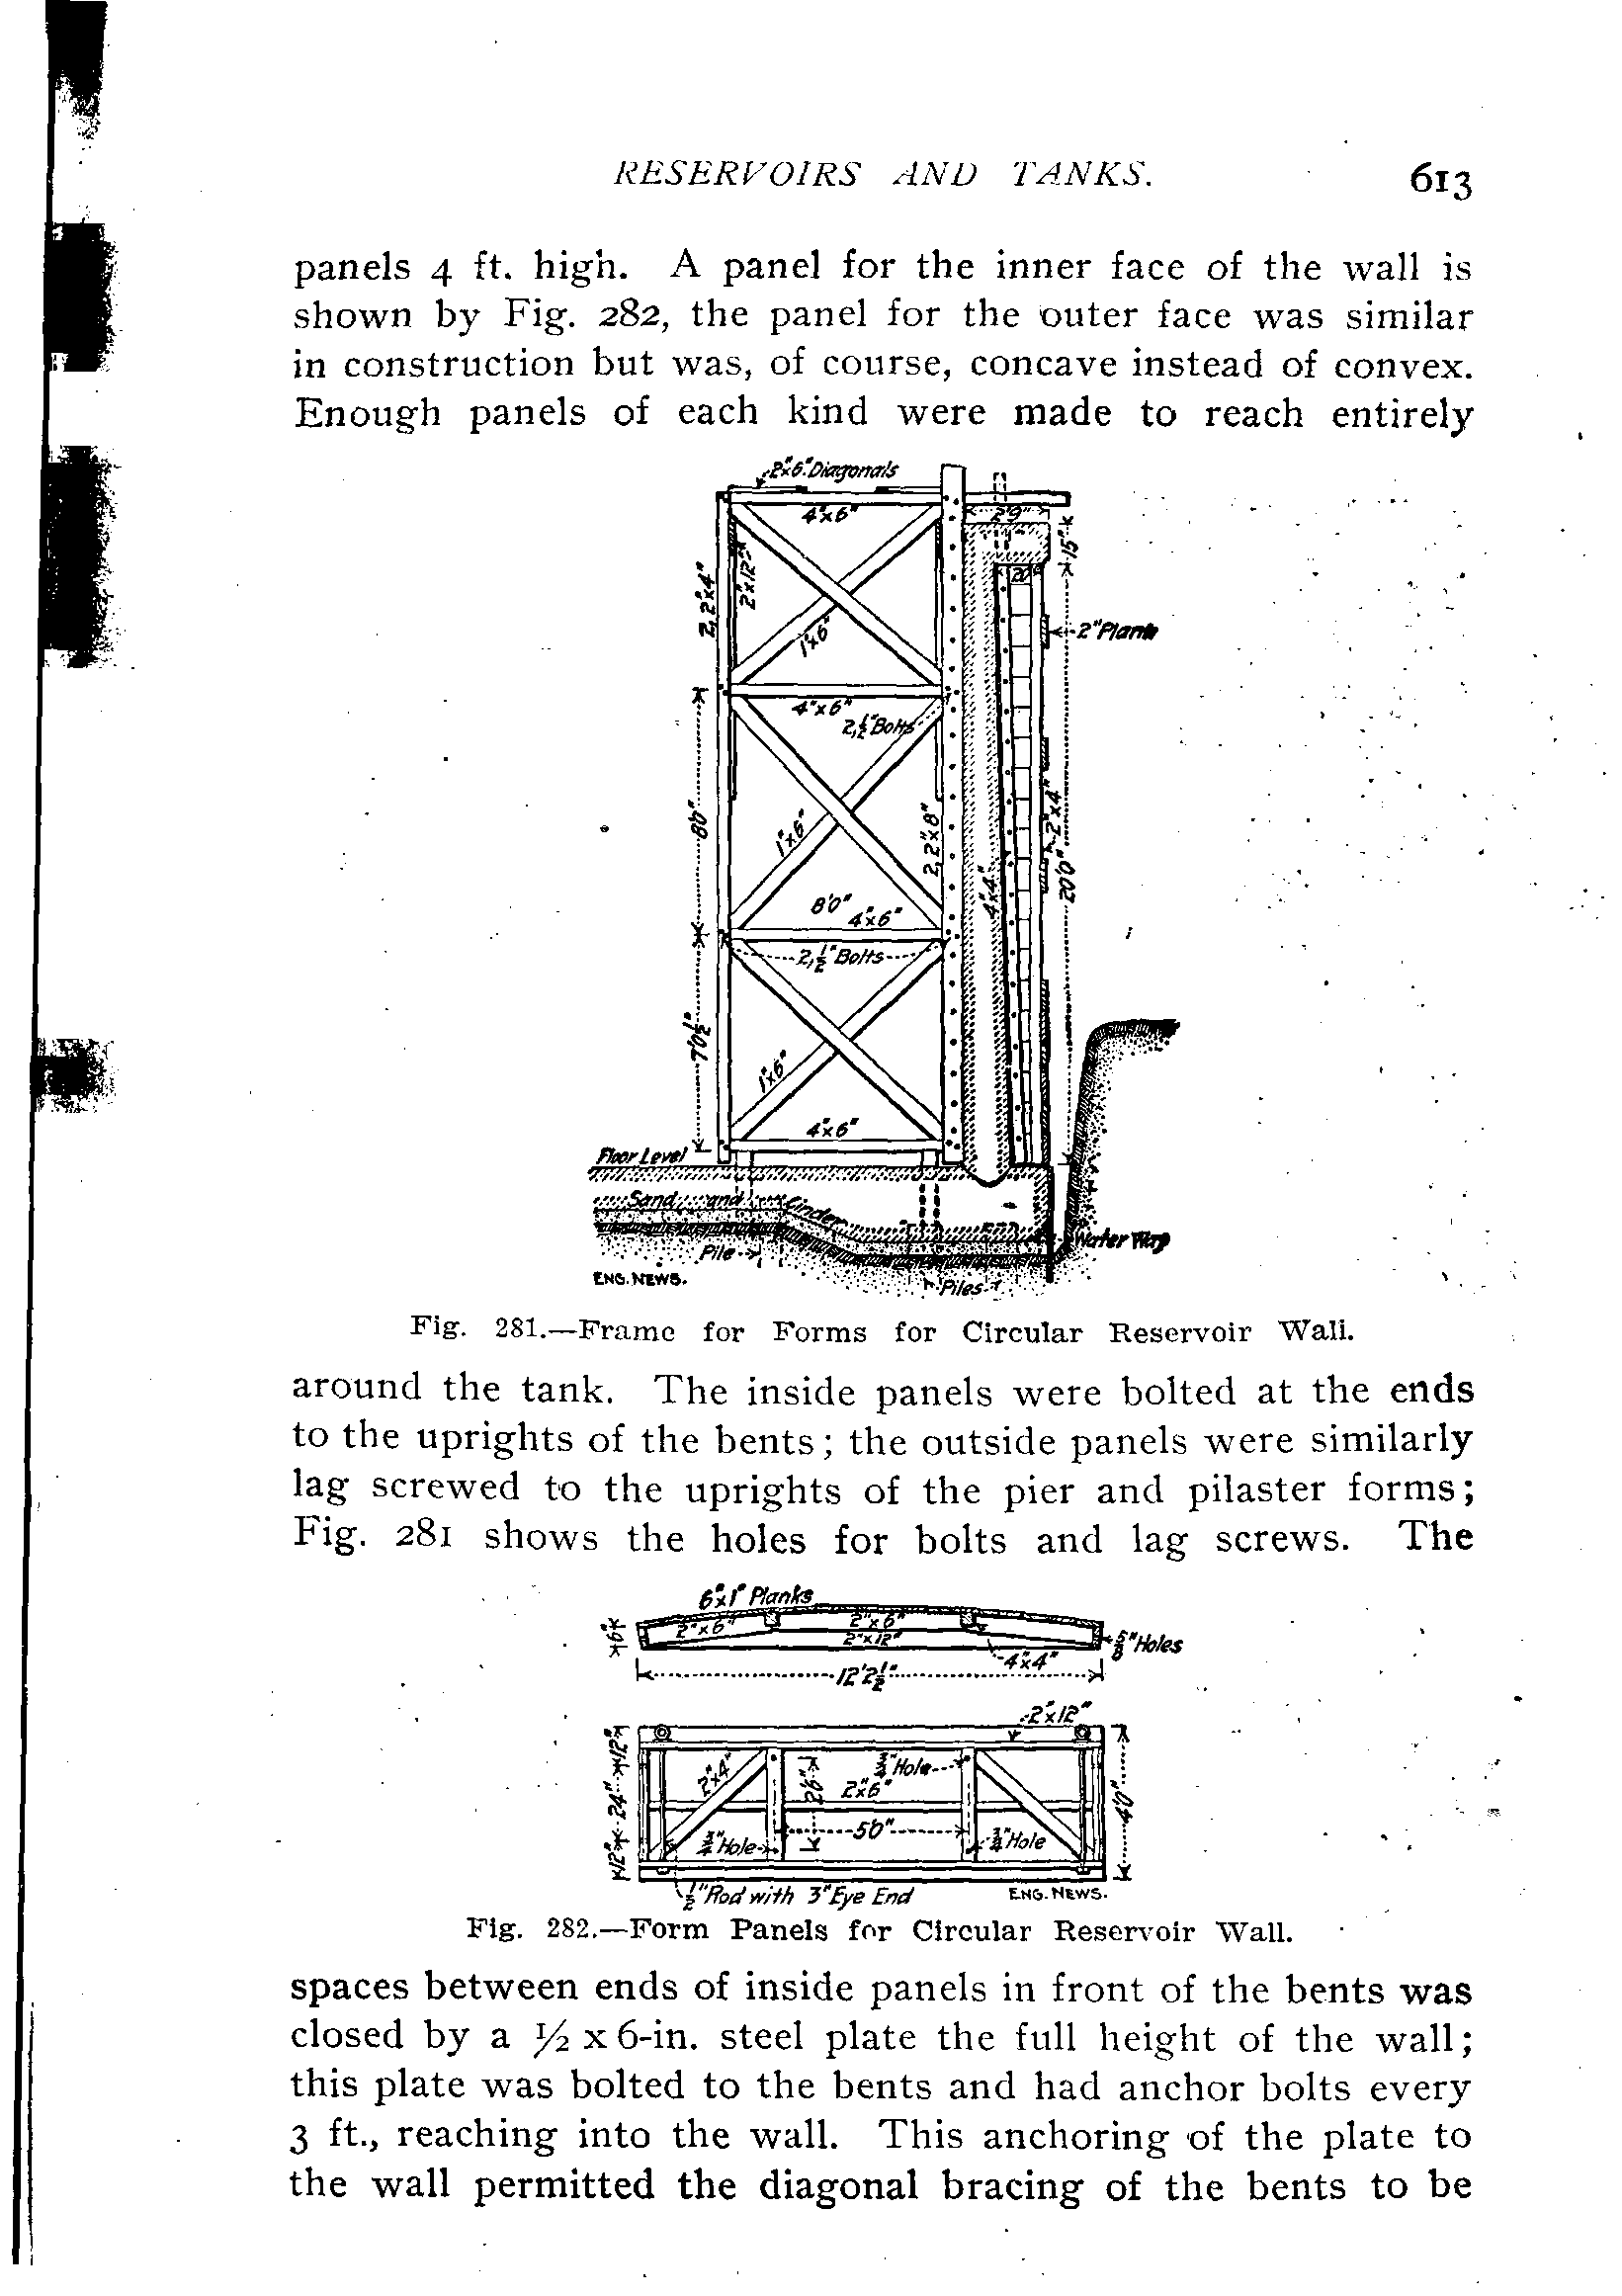 RESERVOIRS AND TANKS. 613
panels 4 ft. high. A panel for the inner face of the wall is
shown by Fig. 282, the panel for the outer face was similar
in construction but was, of course, concave instead of convex.
Enough panels of each kind were made to reach entirely
2"x6" Diagonals
4"x6"
2'9"
15"
2,2"x4"
2"x12"
1"x6"
2" Plank
4"x6"
2,½" Bolts
8'0"
1"x6"
2,2"x8"
2"x4"
4"x4"
20'0"
8'0"
4"x6"
2,½" Bolts
7'0½"
1"x6"
4"x6"
Floor Level
Sand and Cinder
Water Way
Pile
Piles
ENG. NEWS.
Fig. 281.—Frame for Forms for Circular Reservoir Wall.
around the tank. The inside panels were bolted at the ends
to the uprights of the bents; the outside panels were similarly
lag screwed to the uprights of the pier and pilaster forms;
Fig. 281 shows the holes for bolts and lag screws. The
6"x1" Planks
6"
2"x6"
2"x6"
2"x12"
⅝" Holes
4"x4"
12'2½"
2"x12"
12"
24"
12"
2"x4"
2'6"
¾" Hole
2"x6"
4'0"
5'0"
¾" Hole
¾" Hole
½" Rod with 3" Eye End
ENG. NEWS.
Fig. 282.—Form Panels for Circular Reservoir Wall.
spaces between ends of inside panels in front of the bents was
closed by a ½ x 6-in. steel plate the full height of the wall;
this plate was bolted to the bents and had anchor bolts every
3 ft., reaching into the wall. This anchoring of the plate to
the wall permitted the diagonal bracing of the bents to be